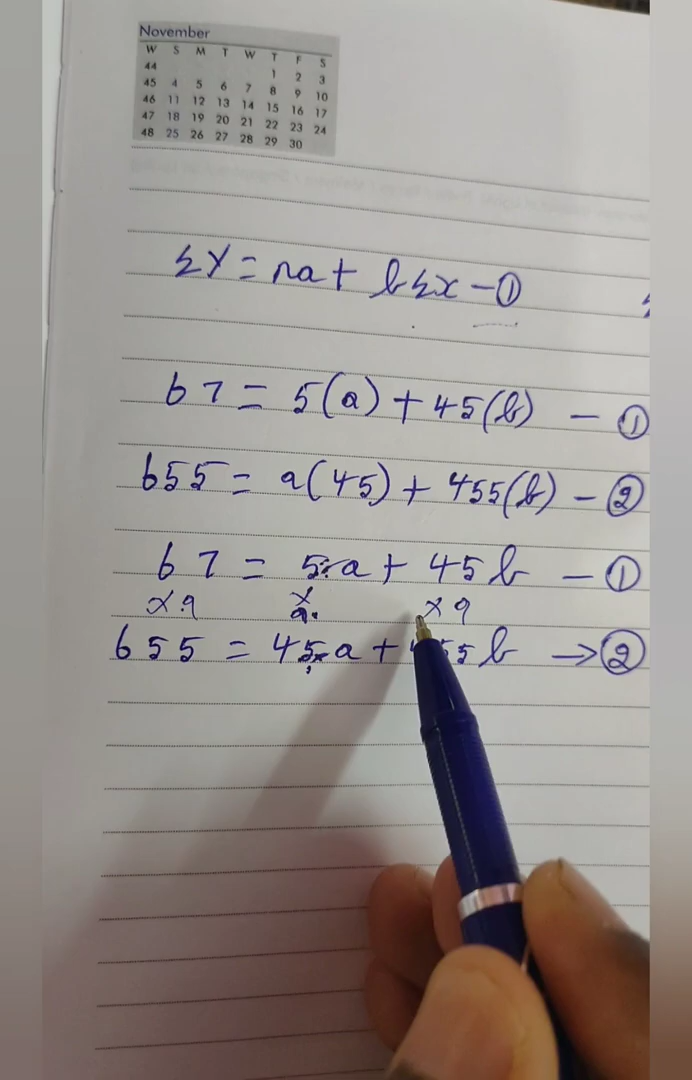 November
W S M T W T F S
44 1 2 3
45 4 5 6 7 8 9 10
46 11 12 13 14 15 16 17
47 18 19 20 21 22 23 24
48 25 26 27 28 29 30
ΣY = na + bΣx - ①
67 = 5(a) + 45(b) - ①
655 = a(45) + 455(b) - ②
67 = 5a + 45b - ①
×9 ×9 ×9
655 = 45a + 455b → ②